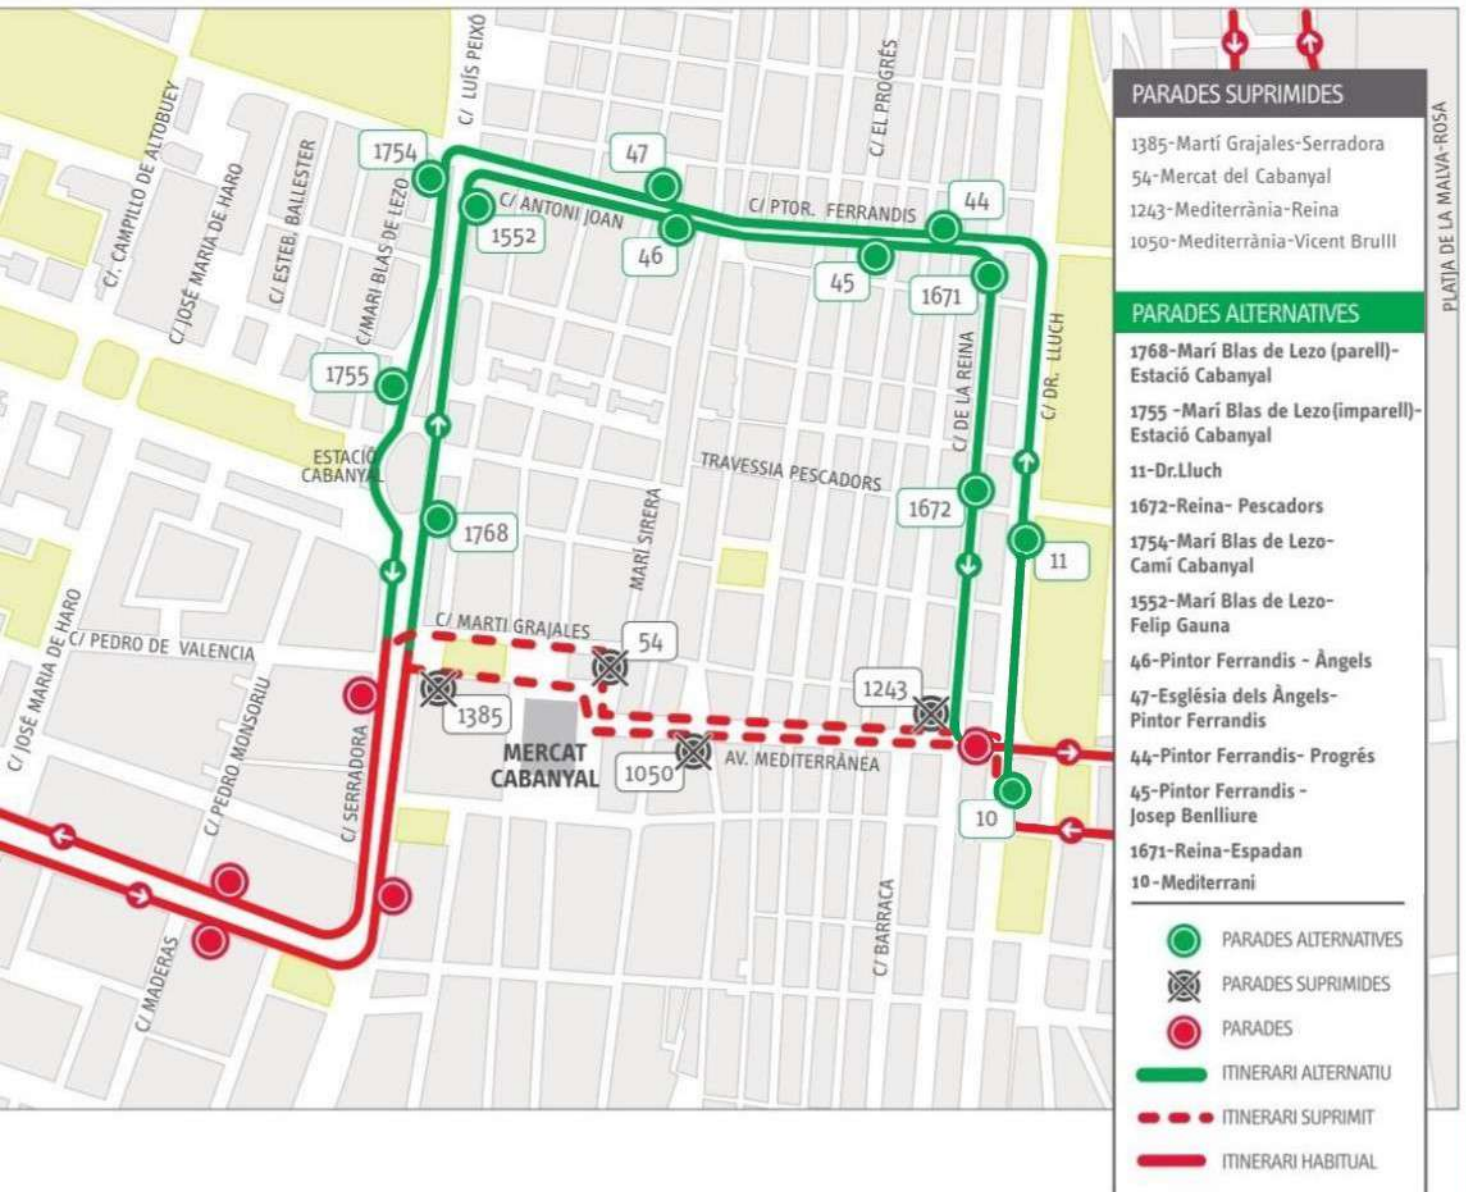 C/ LUÍS PEIXÓ
C/ EL PROGRÉS
C/. CAMPILLO DE ALTOBUEY
C/ JOSÉ MARIA DE HARO
C/ ESTEB. BALLESTER
C/MARI BLAS DE LEZO
1754
47
44
C/ ANTONI JOAN
C/ PTOR. FERRANDIS
1552
46
45
1671
1755
C/ DE LA REINA
C/ DR. LLUCH
ESTACIÓ
CABANYAL
TRAVESSIA PESCADORS
1672
1768
MARÍ SIRERA
11
C/ MARTI GRAJALES
54
C/ JOSÉ MARIA DE HARO
C/ PEDRO DE VALENCIA
1243
1385
C/ PEDRO MONSORIU
C/ SERRADORA
MERCAT
CABANYAL
1050
AV. MEDITERRÀNEA
10
C/ MADERAS
C/ BARRACA
PLATJA DE LA MALVA-ROSA
PARADES SUPRIMIDES
1385-Martí Grajales-Serradora
54-Mercat del Cabanyal
1243-Mediterrània-Reina
1050-Mediterrània-Vicent Brulll
PARADES ALTERNATIVES
1768-Marí Blas de Lezo (parell)-
Estació Cabanyal
1755 -Marí Blas de Lezo(imparell)-
Estació Cabanyal
11-Dr.Lluch
1672-Reina- Pescadors
1754-Marí Blas de Lezo-
Camí Cabanyal
1552-Marí Blas de Lezo-
Felip Gauna
46-Pintor Ferrandis - Àngels
47-Església dels Àngels-
Pintor Ferrandis
44-Pintor Ferrandis- Progrés
45-Pintor Ferrandis -
Josep Benlliure
1671-Reina-Espadan
10-Mediterrani
PARADES ALTERNATIVES
PARADES SUPRIMIDES
PARADES
ITINERARI ALTERNATIU
ITINERARI SUPRIMIT
ITINERARI HABITUAL